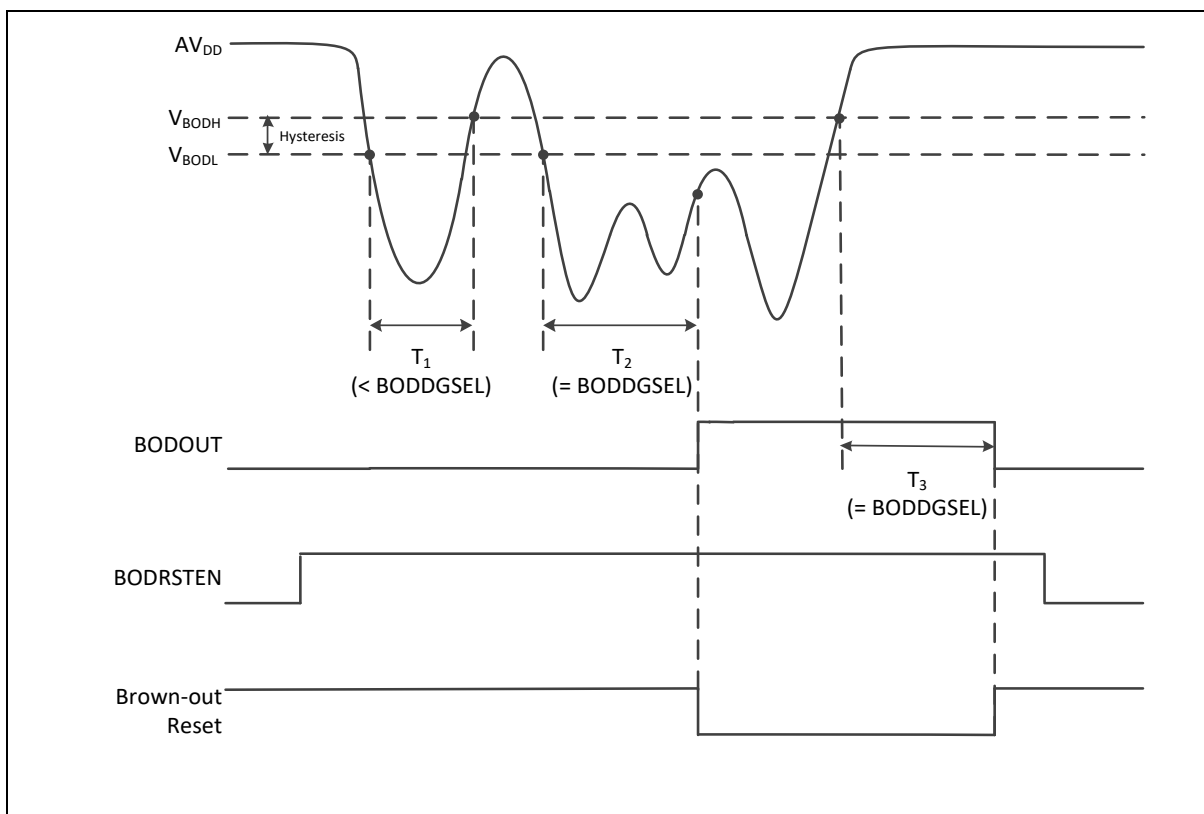 AVDD
VBODH
Hysteresis
VBODL
T1
(< BODDGSEL)
T2
(= BODDGSEL)
BODOUT
T3
(= BODDGSEL)
BODRSTEN
Brown-out
Reset